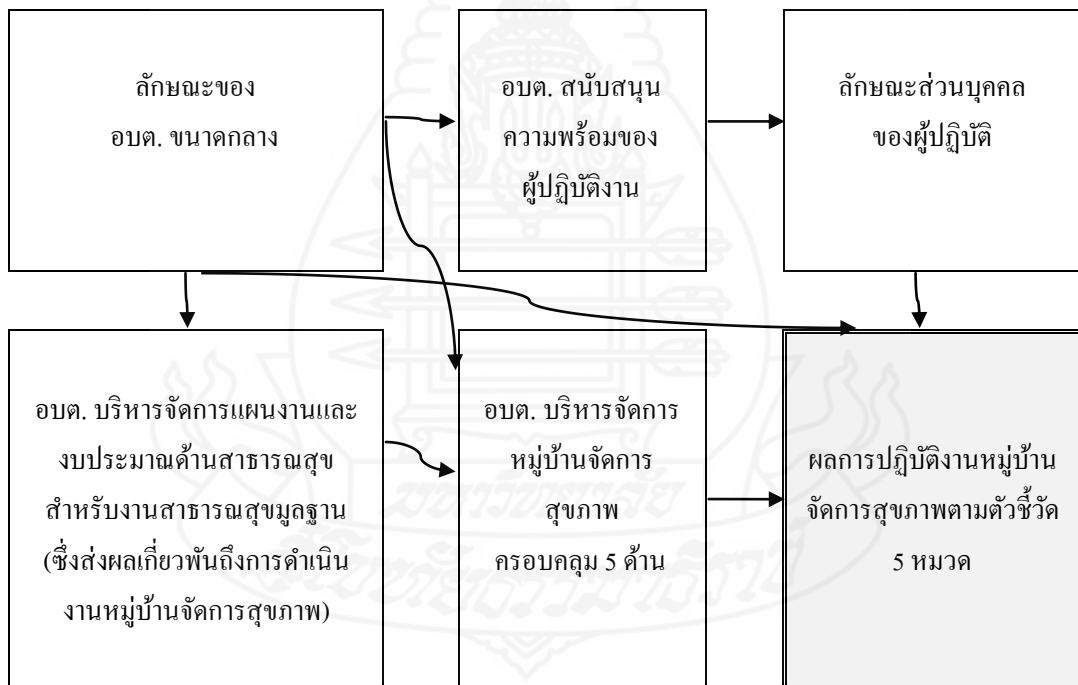 ลักษณะของ
อบต. ขนาดกลาง
อบต. สนับสนุน
ความพร้อมของ
ผู้ปฏิบัติงาน
ลักษณะส่วนบุคคล
ของผู้ปฏิบัติ
อบต. บริหารจัดการแผนงานและ
งบประมาณด้านสาธารณสุข
สำหรับงานสาธารณสุขมูลฐาน
(ซึ่งส่งผลเกี่ยวพันถึงการดำเนิน
งานหมู่บ้านจัดการสุขภาพ)
อบต. บริหารจัดการ
หมู่บ้านจัดการ
สุขภาพ
ครอบคลุม 5 ด้าน
ผลการปฏิบัติงานหมู่บ้าน
จัดการสุขภาพตามตัวชี้วัด
5 หมวด